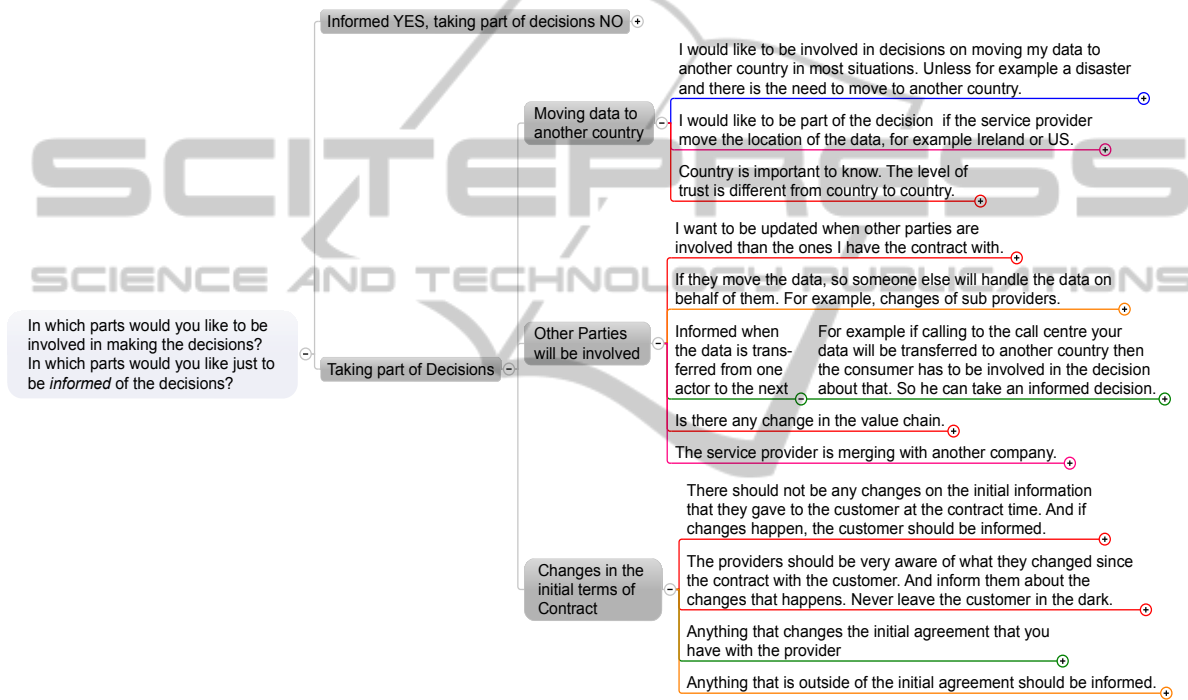 Informed YES, taking part of decisions NO
I would like to be involved in decisions on moving my data to
another country in most situations. Unless for example a disaster
and there is the need to move to another country.
Moving data to
another country
I would like to be part of the decision if the service provider
move the location of the data, for example Ireland or US.
Country is important to know. The level of
trust is different from country to country.
SCITEPRESS
SCIENCE AND TECHNOLOGY PUBLICATIONS
I want to be updated when other parties are
involved than the ones I have the contract with.
If they move the data, so someone else will handle the data on
behalf of them. For example, changes of sub providers.
In which parts would you like to be
involved in making the decisions?
In which parts would you like just to
be informed of the decisions?
Taking part of Decisions
Other Parties
will be involved
Informed when
the data is trans-
ferred from one
actor to the next
For example if calling to the call centre your
data will be transferred to another country then
the consumer has to be involved in the decision
about that. So he can take an informed decision.
Is there any change in the value chain.
The service provider is merging with another company.
There should not be any changes on the initial information
that they gave to the customer at the contract time. And if
changes happen, the customer should be informed.
Changes in the
initial terms of
Contract
The providers should be very aware of what they changed since
the contract with the customer. And inform them about the
changes that happens. Never leave the customer in the dark.
Anything that changes the initial agreement that you
have with the provider
Anything that is outside of the initial agreement should be informed.